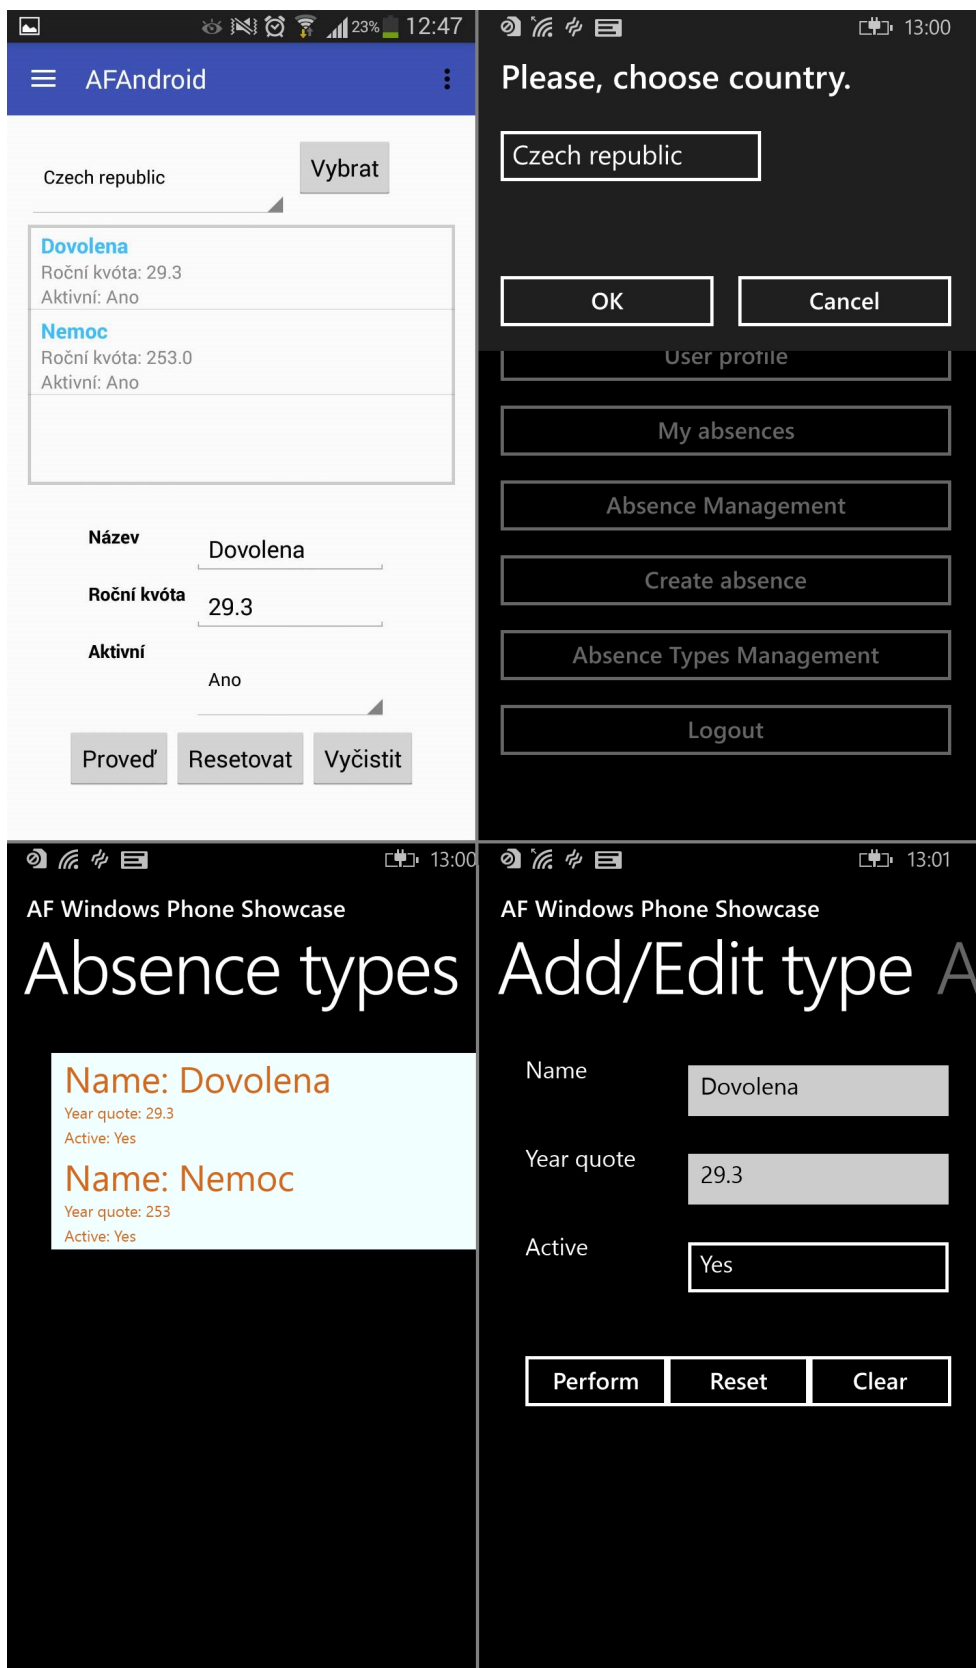 23% 12:47
AFAndroid
Czech republic
Vybrat
Dovolena
Roční kvóta: 29.3
Aktivní: Ano
Nemoc
Roční kvóta: 253.0
Aktivní: Ano
Název
Dovolena
Roční kvóta
29.3
Aktivní
Ano
Proveď Resetovat Vyčistit
13:00
Please, choose country.
Czech republic
OK Cancel
User profile
My absences
Absence Management
Create absence
Absence Types Management
Logout
13:00
AF Windows Phone Showcase
Absence types
Name: Dovolena
Year quote: 29.3
Active: Yes
Name: Nemoc
Year quote: 253
Active: Yes
13:01
AF Windows Phone Showcase
Add/Edit type A
Name
Dovolena
Year quote
29.3
Active
Yes
Perform Reset Clear